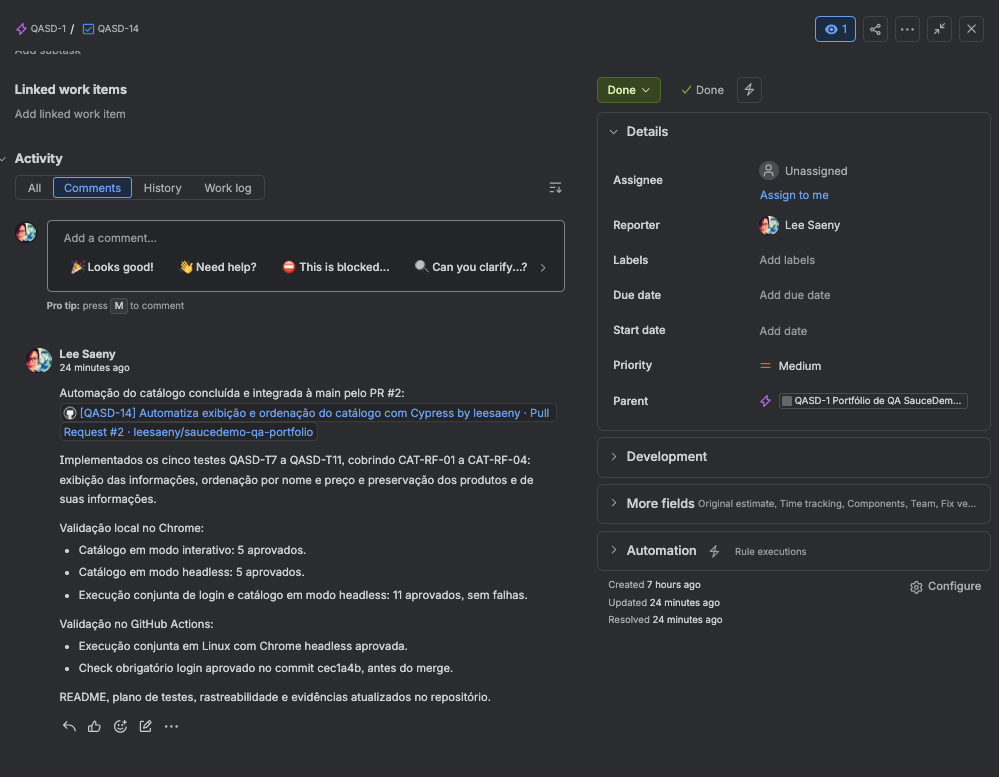 QASD-1 / QASD-14
1
Add subtask
Linked work items
Add linked work item
Activity
All Comments History Work log
Add a comment...
🎉 Looks good! 👋 Need help? ⛔ This is blocked... 🔍 Can you clarify...?
Pro tip: press M to comment
Lee Saeny
24 minutes ago
Automação do catálogo concluída e integrada à main pelo PR #2:
[QASD-14] Automatiza exibição e ordenação do catálogo com Cypress by leesaeny · Pull
Request #2 · leesaeny/saucedemo-qa-portfolio
Implementados os cinco testes QASD-T7 a QASD-T11, cobrindo CAT-RF-01 a CAT-RF-04:
exibição das informações, ordenação por nome e preço e preservação dos produtos e de
suas informações.
Validação local no Chrome:
• Catálogo em modo interativo: 5 aprovados.
• Catálogo em modo headless: 5 aprovados.
• Execução conjunta de login e catálogo em modo headless: 11 aprovados, sem falhas.
Validação no GitHub Actions:
• Execução conjunta em Linux com Chrome headless aprovada.
• Check obrigatório login aprovado no commit cec1a4b, antes do merge.
README, plano de testes, rastreabilidade e evidências atualizados no repositório.
Done
Done
Details
Assignee
Unassigned
Assign to me
Reporter
Lee Saeny
Labels
Add labels
Due date
Add due date
Start date
Add date
Priority
Medium
Parent
QASD-1 Portfólio de QA SauceDem...
Development
More fields Original estimate, Time tracking, Components, Team, Fix ve...
Automation
Rule executions
Created 7 hours ago
Updated 24 minutes ago
Resolved 24 minutes ago
Configure